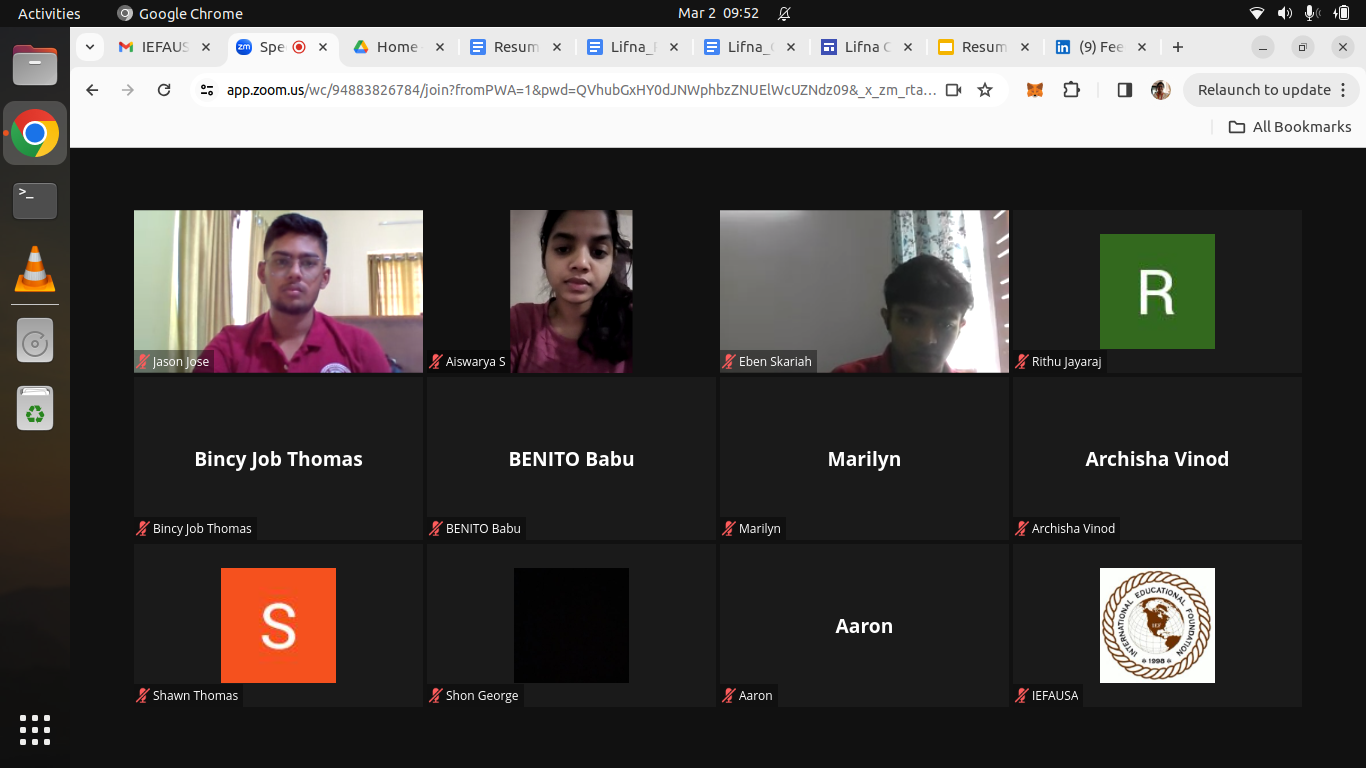 Activities
Google Chrome
Mar 2 09:52
IEFAUS
zm Spe
Home
Resum
Lifna_
Lifna_
Lifna C
Resum
in (9) Fee
app.zoom.us/wc/94883826784/join?fromPWA=1&pwd=QVhubGxHY0dJNWphbzZNUElWcUZNdz09&_x_zm_rta...
Relaunch to update
All Bookmarks
Jason Jose
Aiswarya S
Eben Skariah
R
Rithu Jayaraj
Bincy Job Thomas
Bincy Job Thomas
BENITO Babu
BENITO Babu
Marilyn
Marilyn
Archisha Vinod
Archisha Vinod
S
Shawn Thomas
Shon George
Aaron
Aaron
INTERNATIONAL EDUCATIONAL FOUNDATION
IEF
1998
IEFAUSA